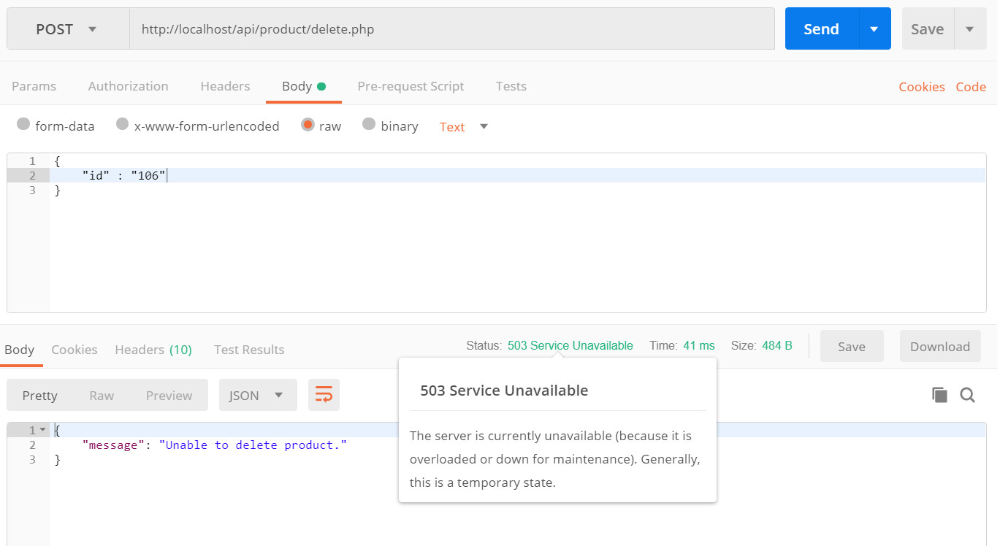 POST http://localhost/api/product/delete.php Send Save
Params Authorization Headers Body Pre-request Script Tests Cookies Code
form-data x-www-form-urlencoded raw binary Text
1 {
2 "id" : "106"
3 }
Body Cookies Headers (10) Test Results Status: 503 Service Unavailable Time: 41 ms Size: 484 B Save Download
Pretty Raw Preview JSON
503 Service Unavailable
The server is currently unavailable (because it is
overloaded or down for maintenance). Generally,
this is a temporary state.
1 {
2 "message": "Unable to delete product."
3 }